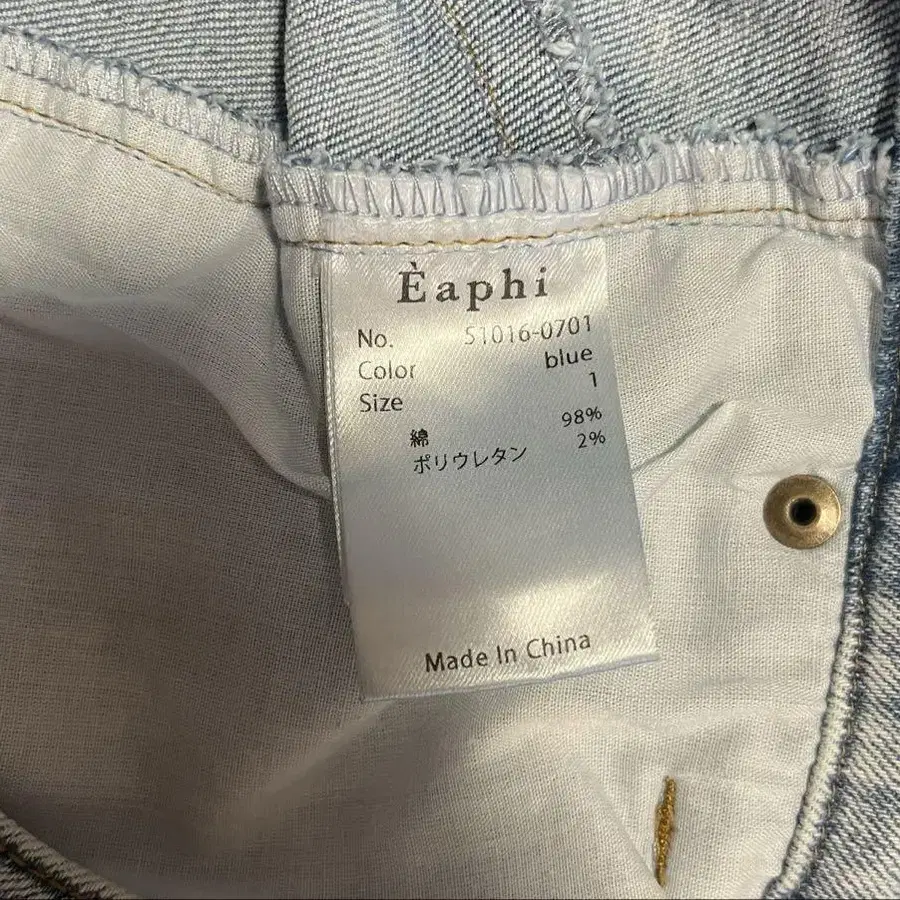 Èaphi
No. 51016-0701
Color blue
Size 1
綿 98%
ポリウレタン 2%
Made In China